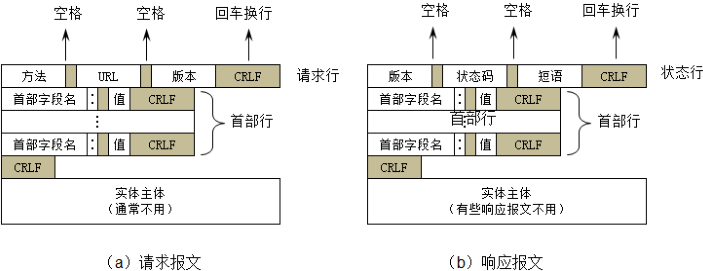 空格 空格 回车换行 空格 空格 回车换行
方法 URL 版本 CRLF 请求行 版本 状态码 短语 CRLF 状态行
首部字段名 : 值 CRLF 首部字段名 : 值 CRLF
⋮ 首部行 首部行 ⋮ 首部行
首部字段名 : 值 CRLF 首部字段名 : 值 CRLF
CRLF CRLF
实体主体 实体主体
（通常不用） （有些响应报文不用）
（a）请求报文 （b）响应报文